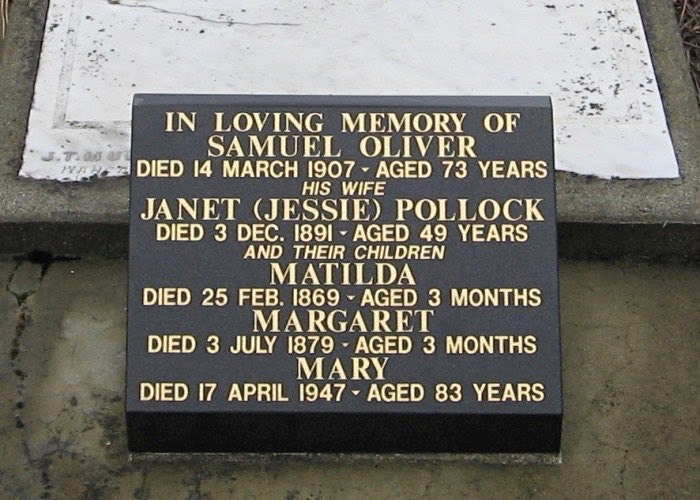 IN LOVING MEMORY OF
SAMUEL OLIVER
DIED 14 MARCH 1907 - AGED 73 YEARS
HIS WIFE
JANET (JESSIE) POLLOCK
DIED 3 DEC. 1891 - AGED 49 YEARS
AND THEIR CHILDREN
MATILDA
DIED 25 FEB. 1869 - AGED 3 MONTHS
MARGARET
DIED 3 JULY 1879 - AGED 3 MONTHS
MARY
DIED 17 APRIL 1947 - AGED 83 YEARS
J.T.